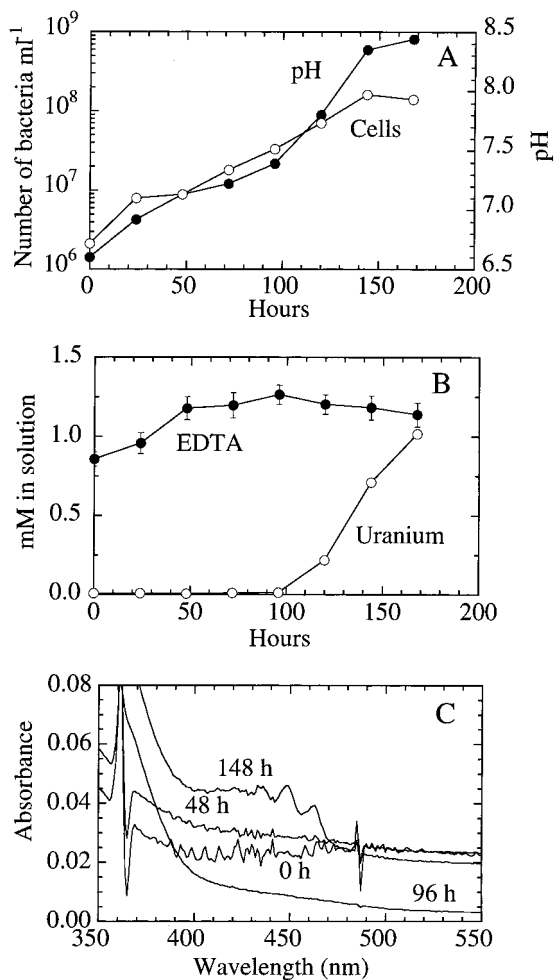 A
Number of bacteria ml⁻¹
10⁹
10⁸
10⁷
10⁶
pH
Cells
8.5
8.0
7.5
7.0
6.5
pH
0 50 100 150 200
Hours
B
mM in solution
1.5
1.0
0.5
0.0
EDTA
Uranium
0 50 100 150 200
Hours
C
Absorbance
0.08
0.06
0.04
0.02
0.00
148 h
48 h
0 h
96 h
350 400 450 500 550
Wavelength (nm)